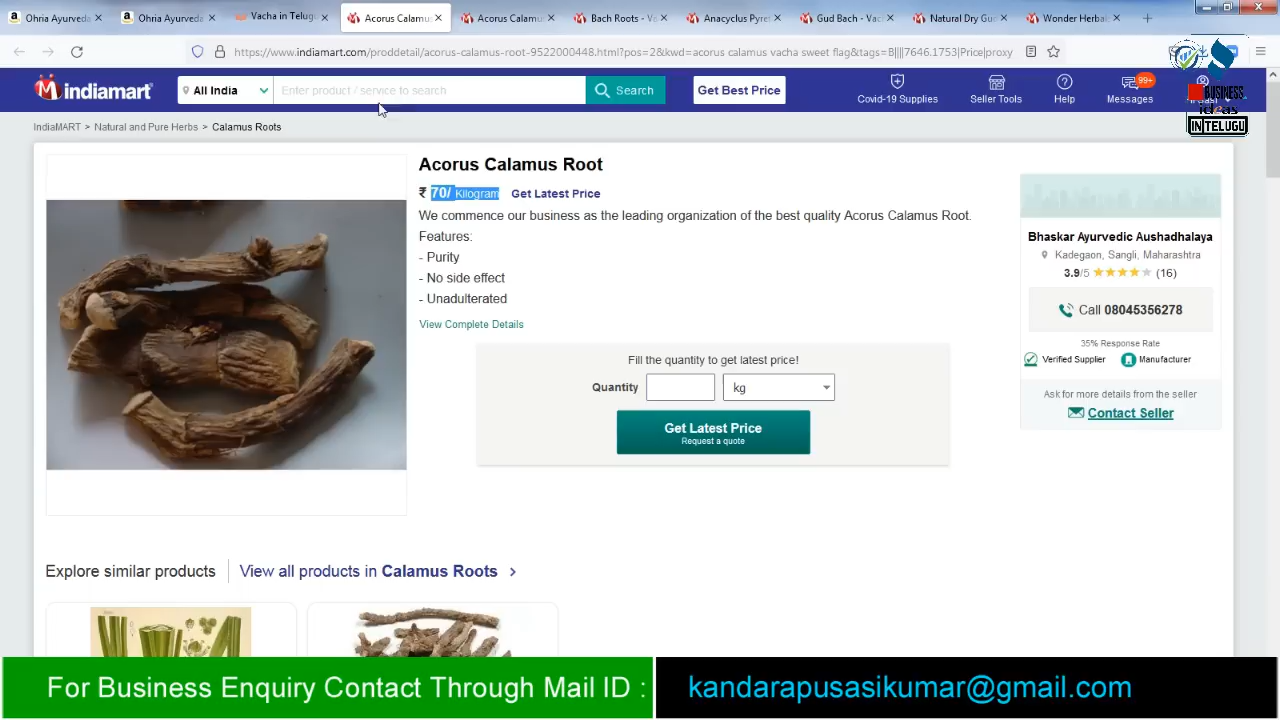 Ohria Ayurveda
Ohria Ayurveda
Vacha in Telugu
Acorus Calamu
Acorus Calamu
Bach Roots - Vo
Anacyclus Pyre
Gud Bach - Vac
Natural Dry Gu
Wonder Herbal
https://www.indiamart.com/proddetail/acorus-calamus-root-9522000448.html?pos=2&kwd=acorus calamus vacha sweet flag&tags=B||||7646.1753|Price|proxy
indiamart
All India
Enter product / service to search
Search
Get Best Price
Covid-19 Supplies
Seller Tools
Help
99+
Messages
BUSINESS
ideas
IN TELUGU
IndiaMART > Natural and Pure Herbs > Calamus Roots
Acorus Calamus Root
₹ 70/ Kilogram Get Latest Price
We commence our business as the leading organization of the best quality Acorus Calamus Root.
Features:
- Purity
- No side effect
- Unadulterated
View Complete Details
Fill the quantity to get latest price!
Quantity
kg
Get Latest Price
Request a quote
Bhaskar Ayurvedic Aushadhalaya
Kadegaon, Sangli, Maharashtra
3.9/5 ★★★★★ (16)
Call 08045356278
35% Response Rate
Verified Supplier
Manufacturer
Ask for more details from the seller
Contact Seller
Explore similar products
View all products in Calamus Roots >
For Business Enquiry Contact Through Mail ID :
kandarapusasikumar@gmail.com